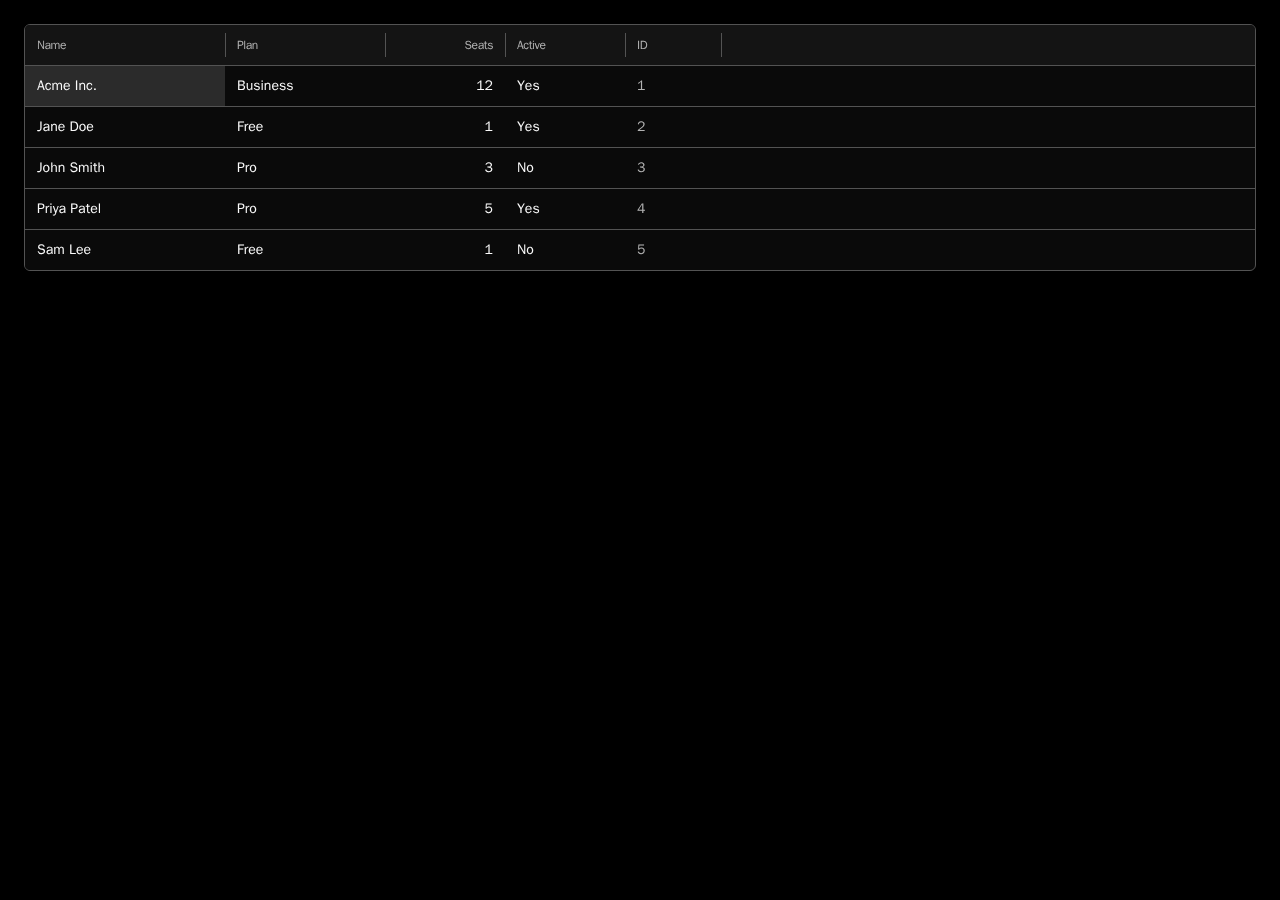 Name Plan Seats Active ID
Acme Inc. Business 12 Yes 1
Jane Doe Free 1 Yes 2
John Smith Pro 3 No 3
Priya Patel Pro 5 Yes 4
Sam Lee Free 1 No 5